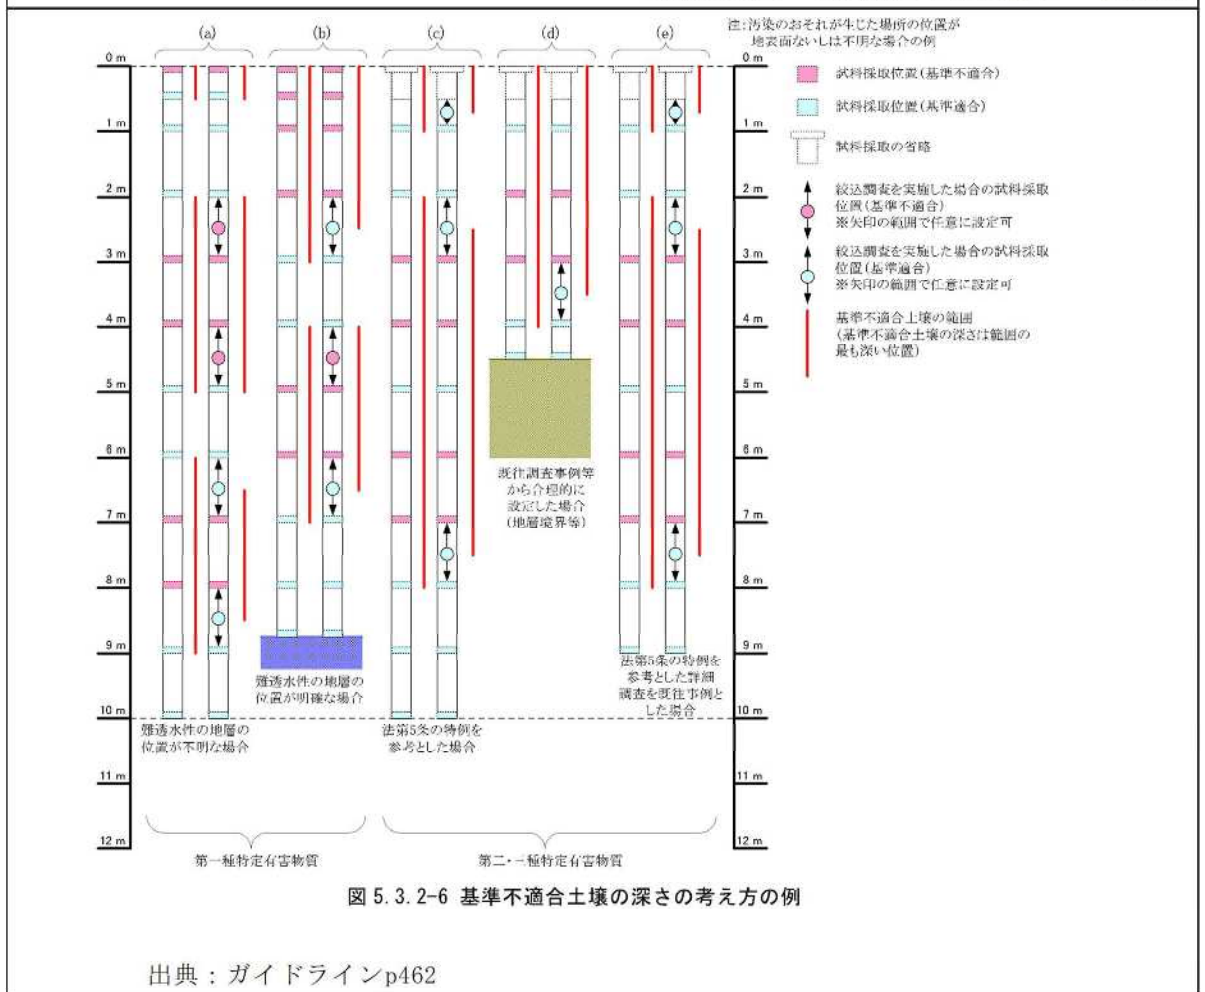 (a)
(b)
(c)
(d)
(e)
注:汚染のおそれが生じた場所の位置が
地表面ないしは不明な場合の例
0 m
1 m
2 m
3 m
4 m
5 m
6 m
7 m
8 m
9 m
10 m
11 m
12 m
0 m
1 m
2 m
3 m
4 m
5 m
6 m
7 m
8 m
9 m
10 m
11 m
12 m
試料採取位置(基準不適合)
試料採取位置(基準適合)
試料採取の省略
絞込調査を実施した場合の試料採取
位置(基準不適合)
※矢印の範囲で任意に設定可
絞込調査を実施した場合の試料採取
位置(基準適合)
※矢印の範囲で任意に設定可
基準不適合土壌の範囲
(基準不適合土壌の深さは範囲の
最も深い位置)
難透水性の地層の
位置が不明な場合
難透水性の地層の
位置が明確な場合
法第5条の特例を
参考とした場合
既往調査事例等
から合理的に
設定した場合
(地層境界等)
法第5条の特例を
参考とした詳細
調査を既往事例と
した場合
第一種特定有害物質
第二・三種特定有害物質
図 5.3.2-6 基準不適合土壌の深さの考え方の例
出典：ガイドラインp462